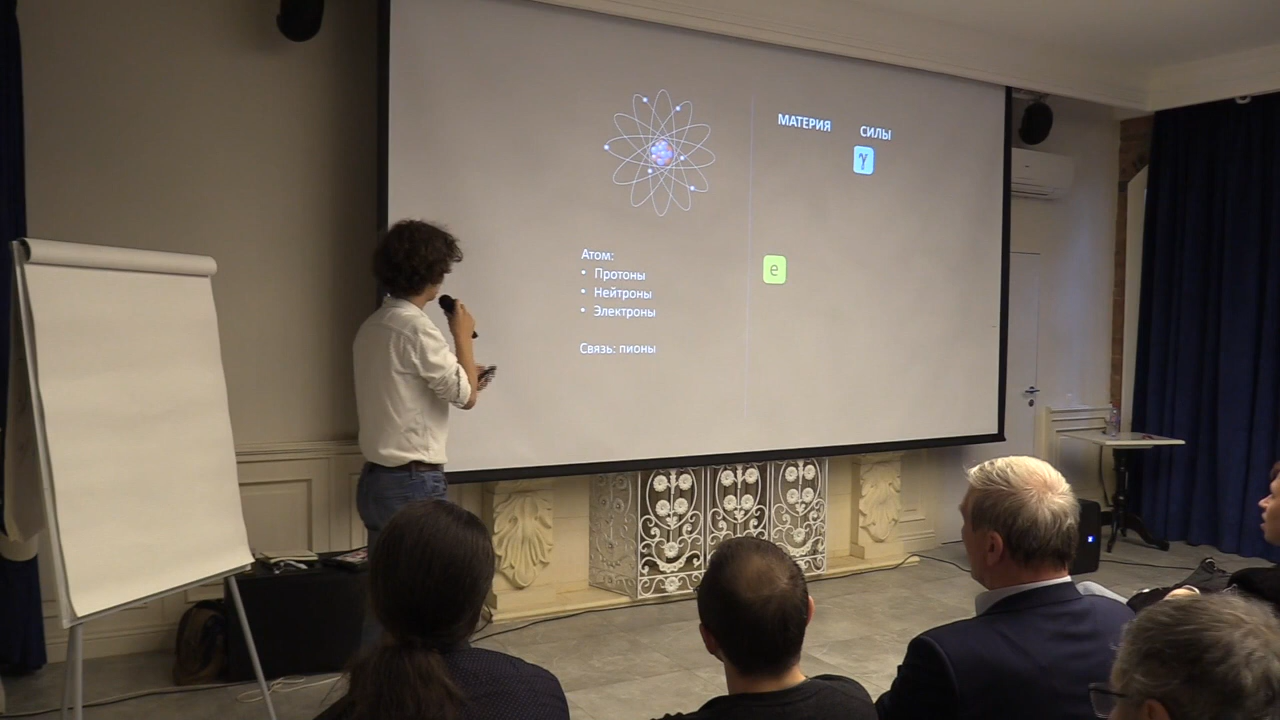 МАТЕРИЯ СИЛЫ
γ
e
Атом:
• Протоны
• Нейтроны
• Электроны
Связь: пионы